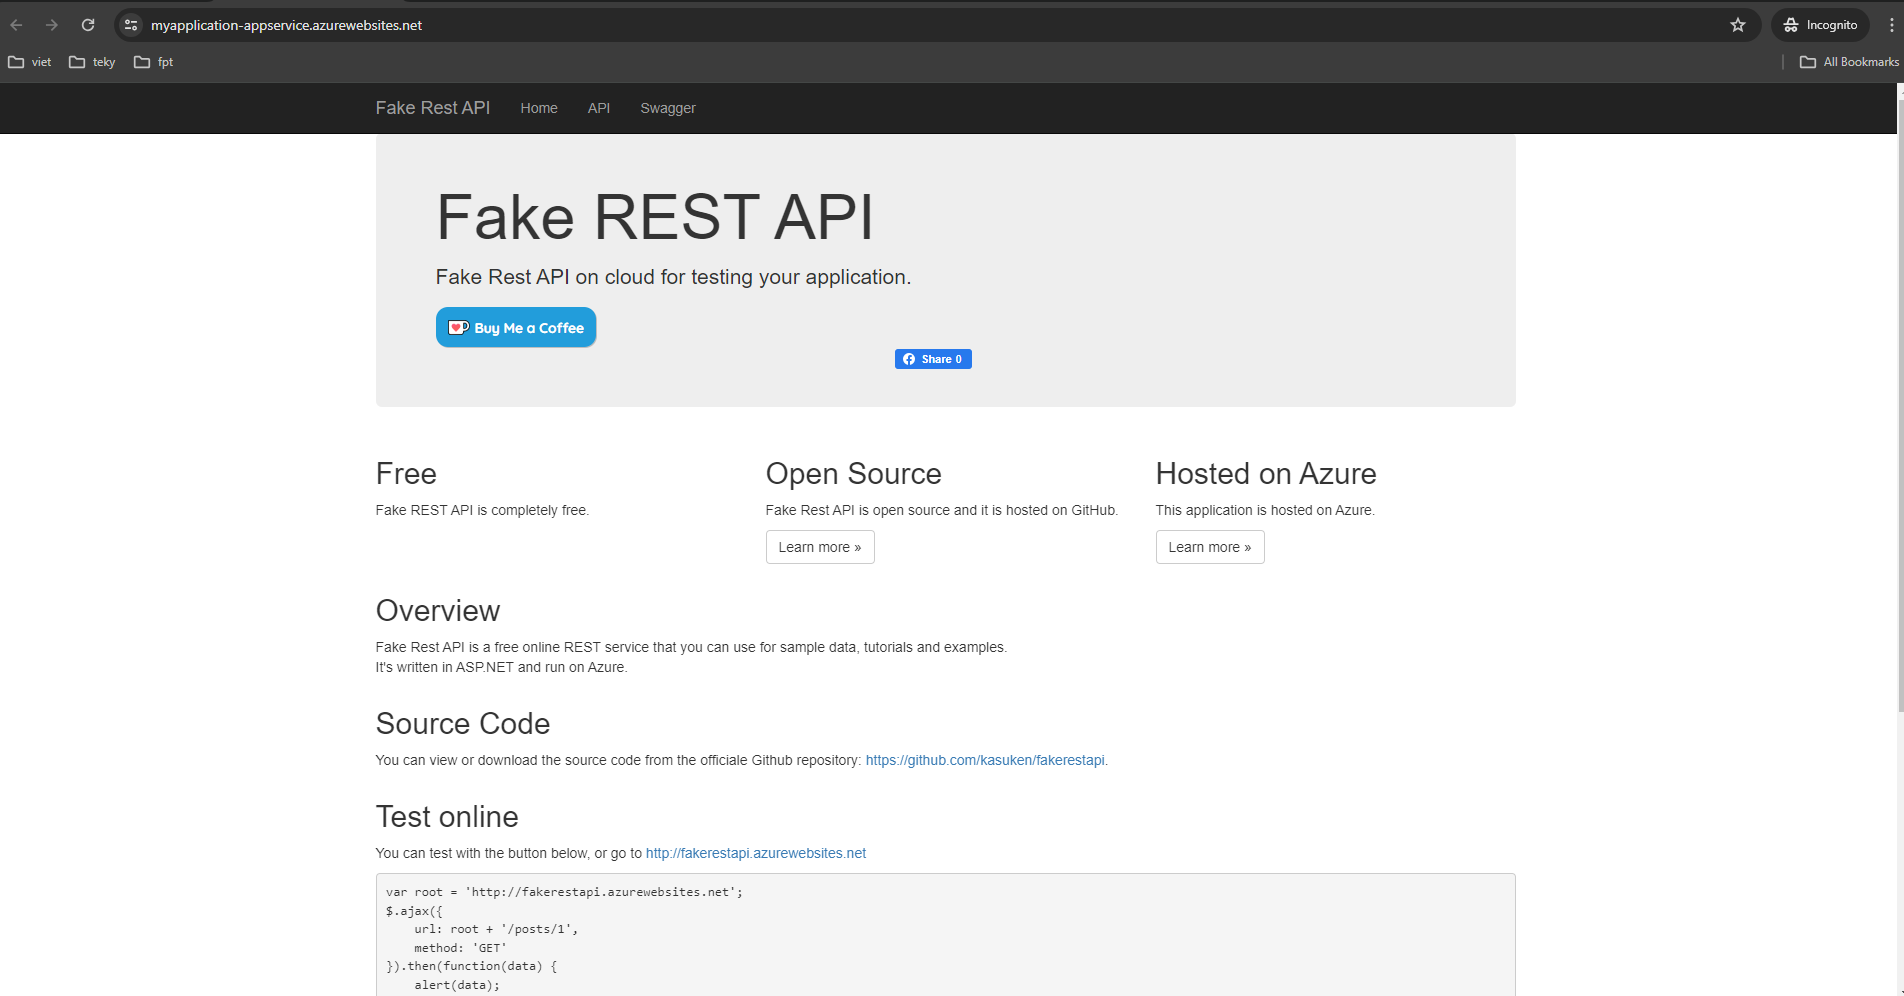 myapplication-appservice.azurewebsites.net
Incognito
viet teky fpt
All Bookmarks
Fake Rest API Home API Swagger
Fake REST API
Fake Rest API on cloud for testing your application.
Buy Me a Coffee
Share 0
Free
Fake REST API is completely free.
Open Source
Fake Rest API is open source and it is hosted on GitHub.
Learn more »
Hosted on Azure
This application is hosted on Azure.
Learn more »
Overview
Fake Rest API is a free online REST service that you can use for sample data, tutorials and examples.
It's written in ASP.NET and run on Azure.
Source Code
You can view or download the source code from the officiale Github repository: https://github.com/kasuken/fakerestapi.
Test online
You can test with the button below, or go to http://fakerestapi.azurewebsites.net
var root = 'http://fakerestapi.azurewebsites.net';
$.ajax({
    url: root + '/posts/1',
    method: 'GET'
}).then(function(data) {
    alert(data);